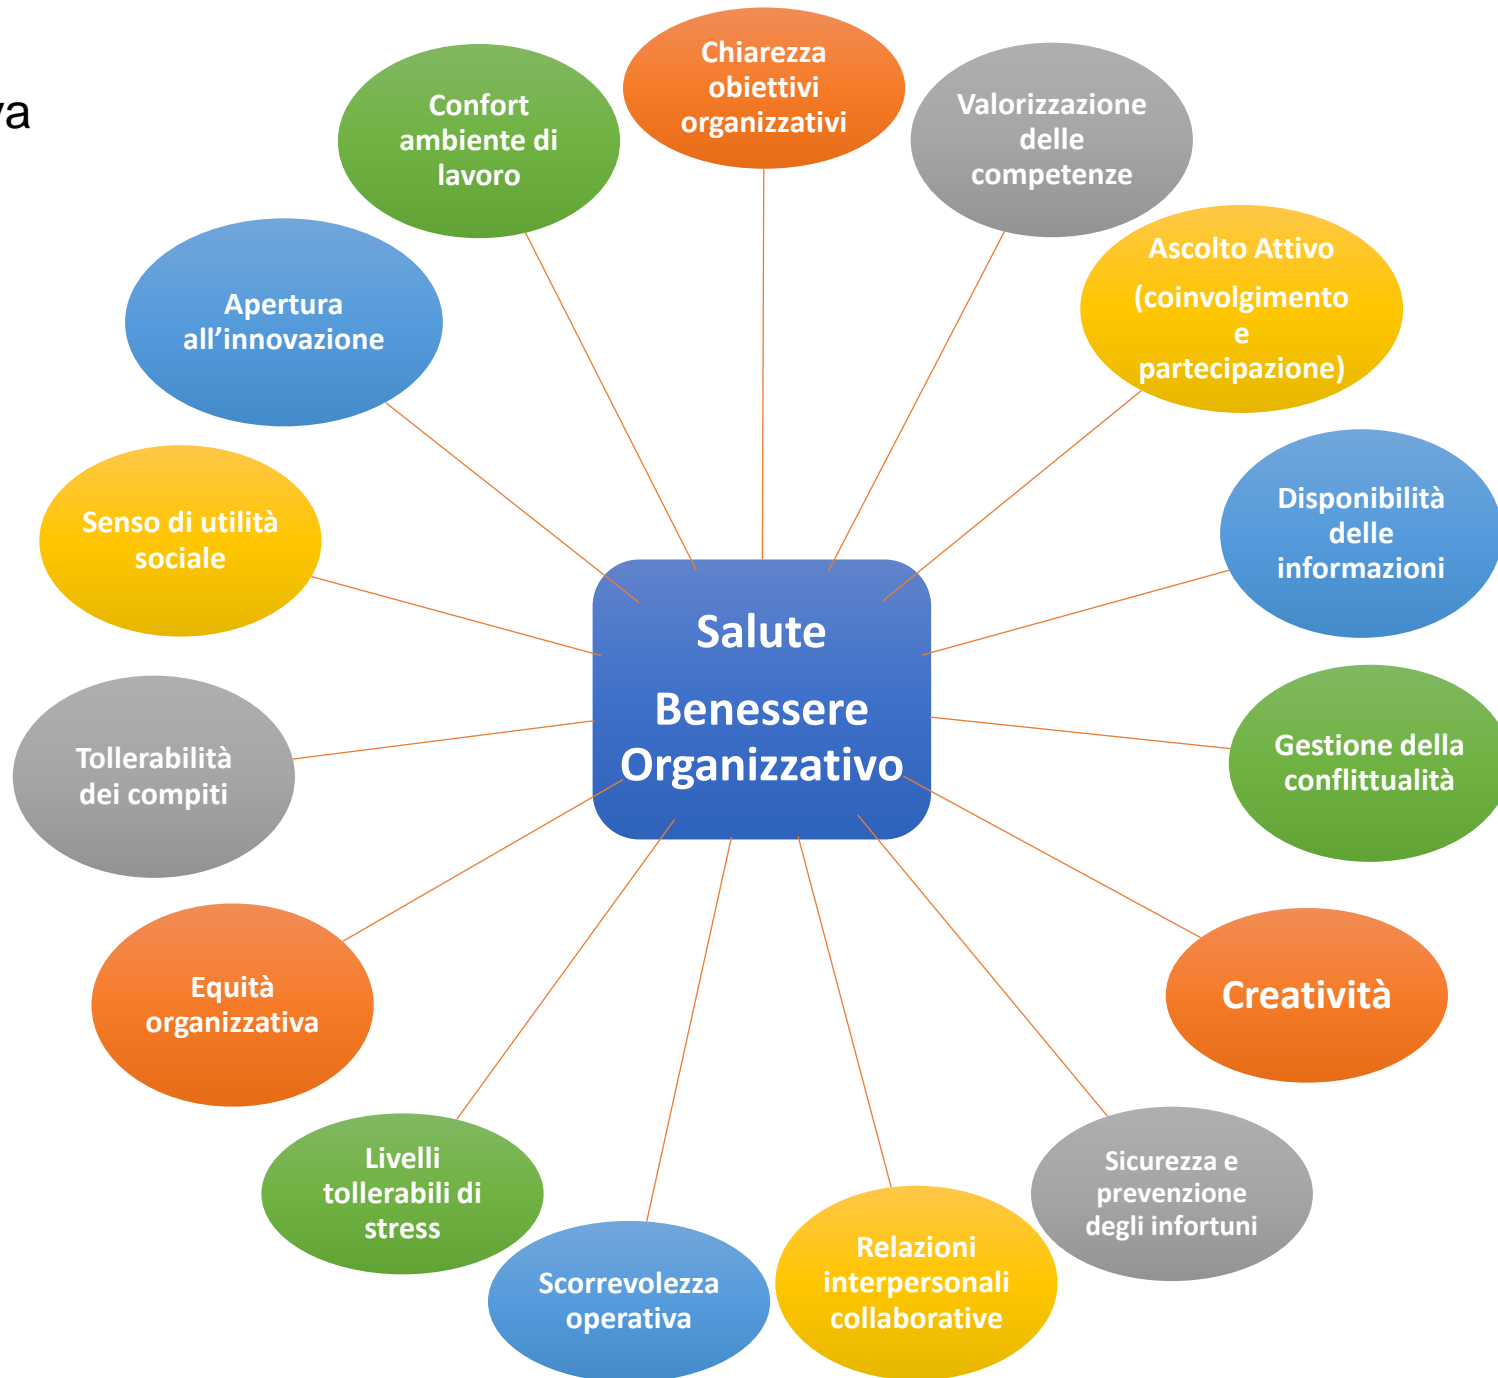 va
Chiarezza
obiettivi
organizzativi
Valorizzazione
delle
competenze
Ascolto Attivo
(coinvolgimento
e
partecipazione)
Disponibilità
delle
informazioni
Gestione della
conflittualità
Creatività
Sicurezza e
prevenzione
degli infortuni
Relazioni
interpersonali
collaborative
Scorrevolezza
operativa
Livelli
tollerabili di
stress
Equità
organizzativa
Tollerabilità
dei compiti
Senso di utilità
sociale
Apertura
all’innovazione
Confort
ambiente di
lavoro
Salute
Benessere
Organizzativo